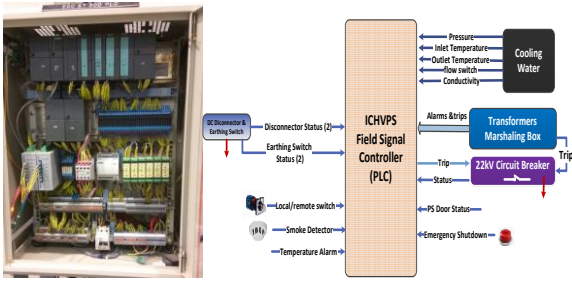 DC Diconnector &
Earthing Switch
Disconnector Status (2)
Earthing Switch
Status (2)
Local/remote switch
Smoke Detector
Temperature Alarm
ICHVPS
Field Signal
Controller
(PLC)
Pressure
Inlet Temperature
Outlet Temperature
flow switch
Conductivity
Cooling
Water
Alarms &trips
Transformers
Marshaling Box
Trip
Trip
22kV Circuit Breaker
Status
PS Door Status
Emergency Shutdown